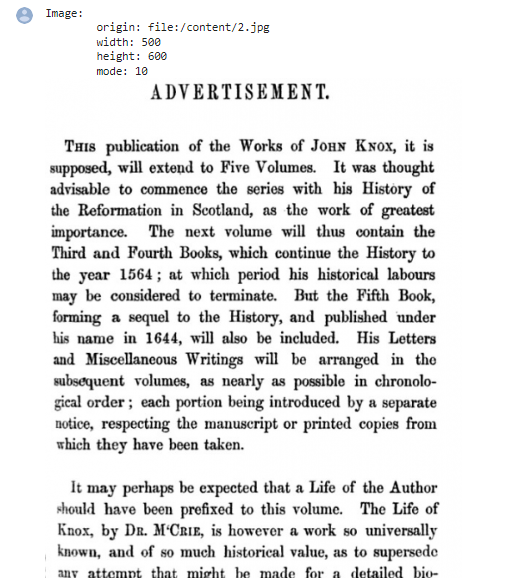 Image:
origin: file:/content/2.jpg
width: 500
height: 600
mode: 10
ADVERTISEMENT.
This publication of the Works of John Knox, it is
supposed, will extend to Five Volumes. It was thought
advisable to commence the series with his History of
the Reformation in Scotland, as the work of greatest
importance. The next volume will thus contain the
Third and Fourth Books, which continue the History to
the year 1564 ; at which period his historical labours
may be considered to terminate. But the Fifth Book,
forming a sequel to the History, and published under
his name in 1644, will also be included. His Letters
and Miscellaneous Writings will be arranged in the
subsequent volumes, as nearly as possible in chronolo-
gical order ; each portion being introduced by a separate
notice, respecting the manuscript or printed copies from
which they have been taken.
It may perhaps be expected that a Life of the Author
should have been prefixed to this volume. The Life of
Knox, by Dr. M‘Crie, is however a work so universally
known, and of so much historical value, as to supersede
any attempt that might be made for a detailed bio-